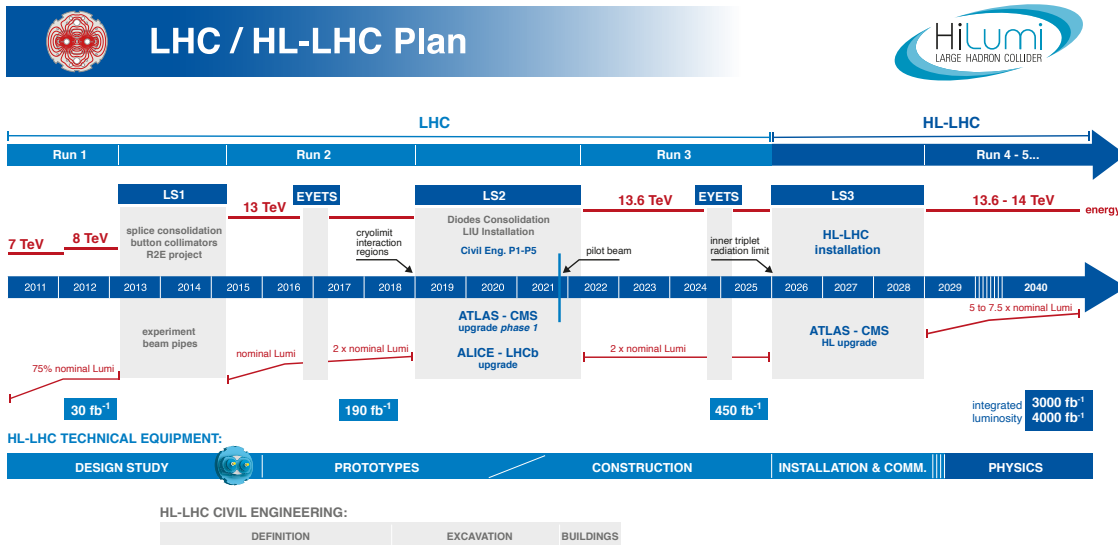 LHC / HL-LHC Plan
HiLumi
LARGE HADRON COLLIDER
LHC
HL-LHC
Run 1
Run 2
Run 3
Run 4 - 5...
LS1
EYETS
LS2
EYETS
LS3
13 TeV
13.6 TeV
13.6 - 14 TeV
energy
7 TeV
8 TeV
splice consolidation
button collimators
R2E project
cryolimit
interaction
regions
Diodes Consolidation
LIU Installation
Civil Eng. P1-P5
pilot beam
inner triplet
radiation limit
HL-LHC
installation
2011 2012 2013 2014 2015 2016 2017 2018 2019 2020 2021 2022 2023 2024 2025 2026 2027 2028 2029 2040
experiment
beam pipes
ATLAS - CMS
upgrade phase 1
ALICE - LHCb
upgrade
ATLAS - CMS
HL upgrade
5 to 7.5 x nominal Lumi
75% nominal Lumi
nominal Lumi
2 x nominal Lumi
2 x nominal Lumi
30 fb⁻¹
190 fb⁻¹
450 fb⁻¹
integrated
luminosity
3000 fb⁻¹
4000 fb⁻¹
HL-LHC TECHNICAL EQUIPMENT:
DESIGN STUDY
PROTOTYPES
CONSTRUCTION
INSTALLATION & COMM.
PHYSICS
HL-LHC CIVIL ENGINEERING:
DEFINITION
EXCAVATION
BUILDINGS